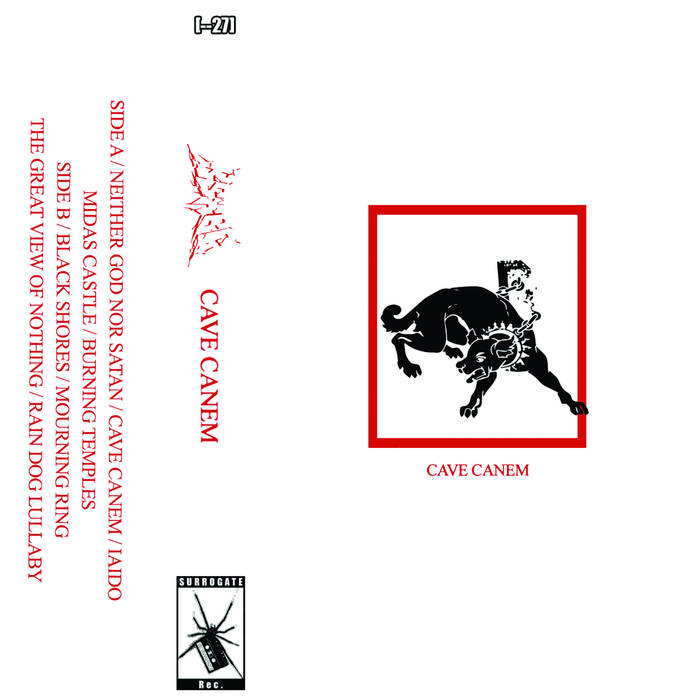 [-27]
SIDE A / NEITHER GOD NOR SATAN / CAVE CANEM / IAIDO
MIDAS CASTLE / BURNING TEMPLES
SIDE B / BLACK SHORES / MOURNING RING
THE GREAT VIEW OF NOTHING / RAIN DOG LULLABY
CAVE CANEM
SURROGATE
Rec.
CAVE CANEM